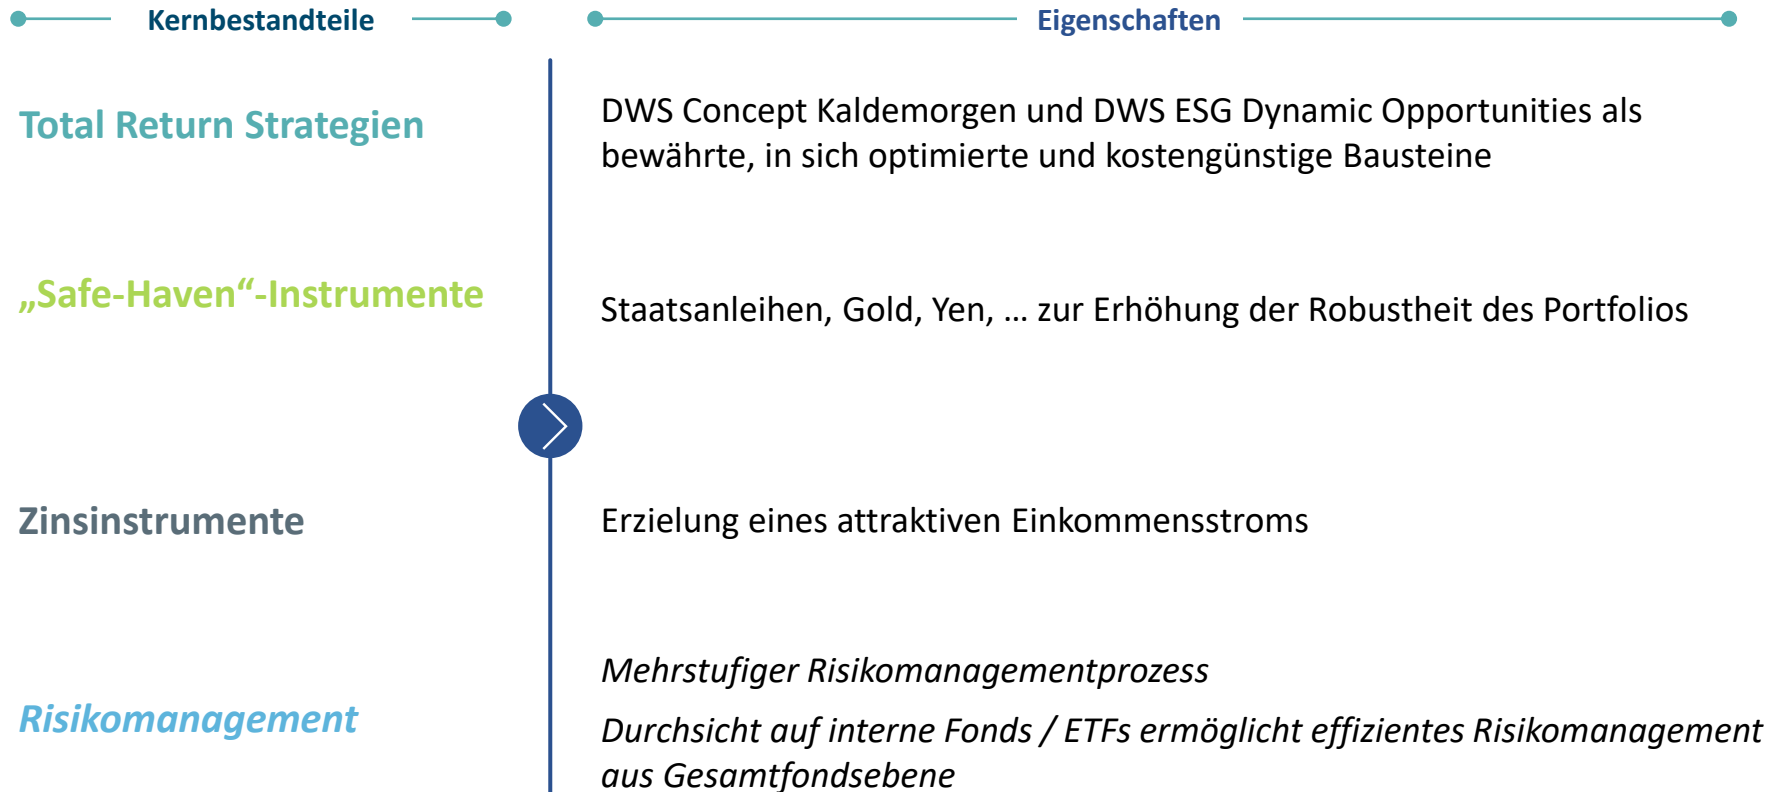 Kernbestandteile
Eigenschaften
Total Return Strategien
DWS Concept Kaldemorgen und DWS ESG Dynamic Opportunities als
bewährte, in sich optimierte und kostengünstige Bausteine
„Safe-Haven“-Instrumente
Staatsanleihen, Gold, Yen, … zur Erhöhung der Robustheit des Portfolios
Zinsinstrumente
Erzielung eines attraktiven Einkommensstroms
Risikomanagement
Mehrstufiger Risikomanagementprozess
Durchsicht auf interne Fonds / ETFs ermöglicht effizientes Risikomanagement
aus Gesamtfondsebene